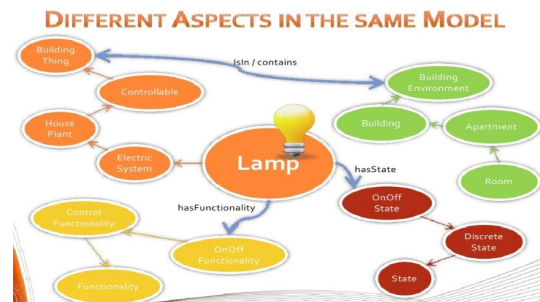 DIFFERENT ASPECTS IN THE SAME MODEL
Building
Thing
IsIn / contains
Building
Environment
Controllable
Building
Apartment
House
Plant
Electric
System
Lamp
hasState
Room
OnOff
State
hasFunctionality
Control
Functionality
OnOff
Functionality
Discrete
State
Functionality
State